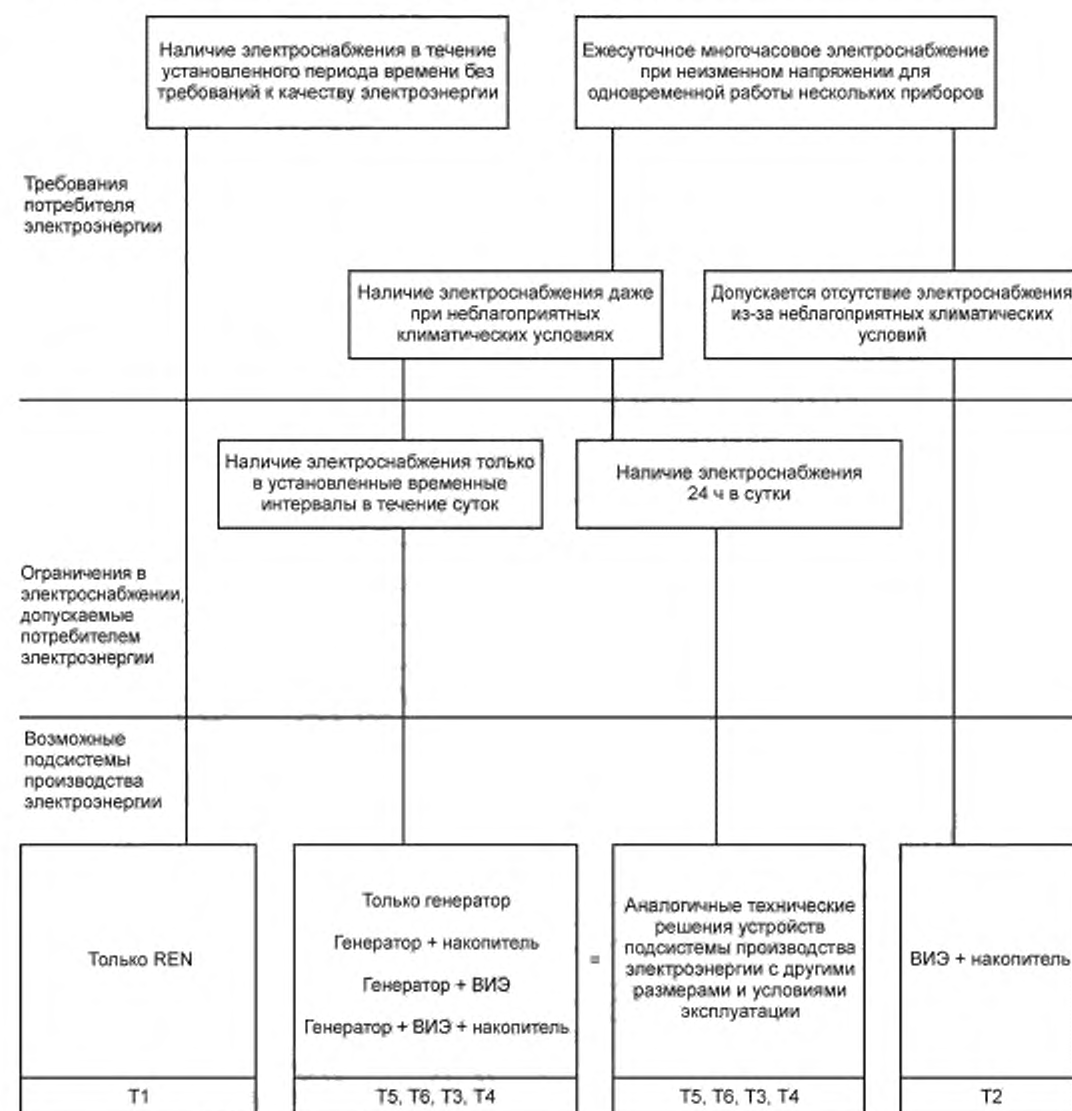 Наличие электроснабжения в течение
установленного периода времени без
требований к качеству электроэнергии
Ежесуточное многочасовое электроснабжение
при неизменном напряжении для
одновременной работы нескольких приборов
Требования
потребителя
электроэнергии
Наличие электроснабжения даже
при неблагоприятных
климатических условиях
Допускается отсутствие электроснабжения
из-за неблагоприятных климатических
условий
Наличие электроснабжения только
в установленные временные
интервалы в течение суток
Наличие электроснабжения
24 ч в сутки
Ограничения в
электроснабжении,
допускаемые
потребителем
электроэнергии
Возможные
подсистемы
производства
электроэнергии
Только REN
Только генератор
Генератор + накопитель
Генератор + ВИЭ
Генератор + ВИЭ + накопитель
=
Аналогичные технические
решения устройств
подсистемы производства
электроэнергии с другими
размерами и условиями
эксплуатации
ВИЭ + накопитель
T1
T5, T6, T3, T4
T5, T6, T3, T4
T2